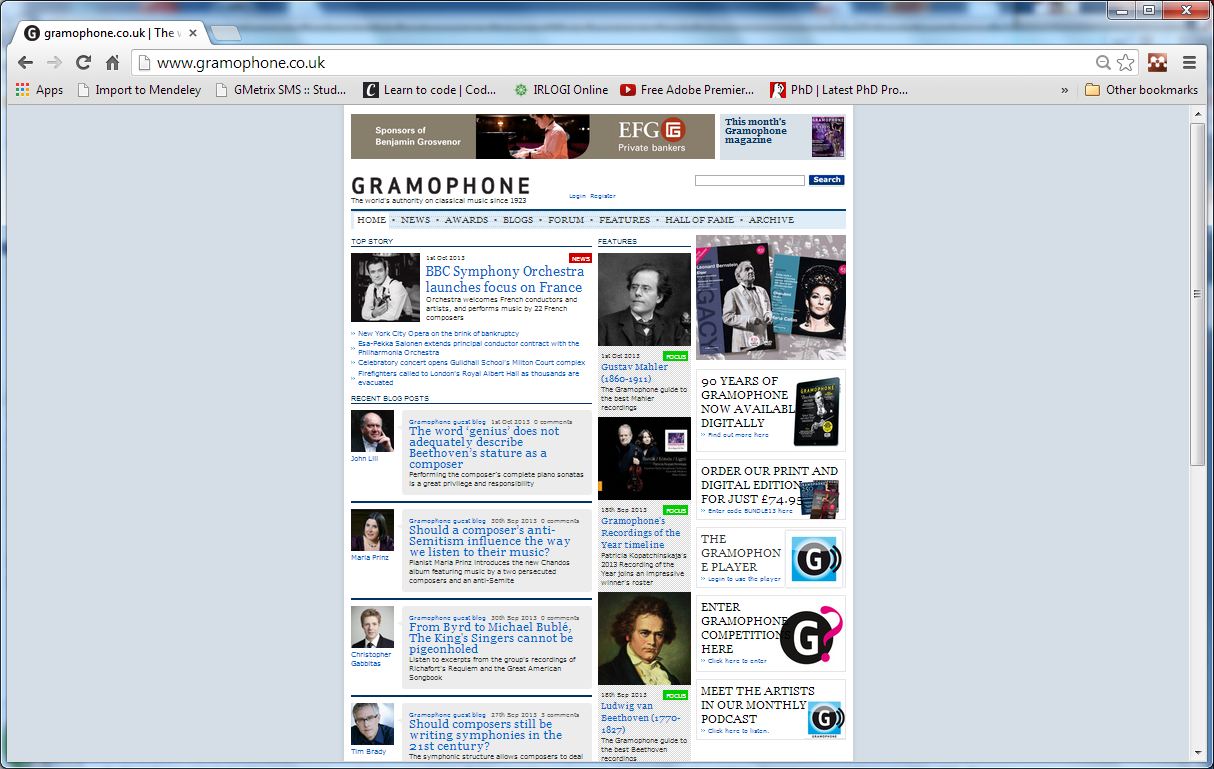 gramophone.co.uk | The
www.gramophone.co.uk
Apps
Import to Mendeley
GMetrix SMS :: Stud...
Learn to code | Cod...
IRLOGI Online
Free Adobe Premier...
PhD | Latest PhD Pro...
»
Other bookmarks
Sponsors of
Benjamin Grosvenor
EFG
Private bankers
This month's
Gramophone
magazine
GRAMOPHONE
The world's authority on classical music since 1923
Login Register
Search
HOME • NEWS • AWARDS • BLOGS • FORUM • FEATURES • HALL OF FAME • ARCHIVE
TOP STORY
1st Oct 2013
NEWS
BBC Symphony Orchestra
launches focus on France
Orchestra welcomes French conductors and
artists, and performs music by 22 French
composers
» New York City Opera on the brink of bankruptcy
» Esa-Pekka Salonen extends principal conductor contract with the
Philharmonia Orchestra
» Celebratory concert opens Guildhall School's Milton Court complex
» Firefighters called to London's Royal Albert Hall as thousands are
evacuated
RECENT BLOG POSTS
John Lill
Gramophone guest blog 1st Oct 2013 0 comments
The word 'genius' does not
adequately describe
Beethoven's stature as a
composer
Performing the composer's complete piano sonatas
is a great privilege and responsibility
Maria Prinz
Gramophone guest blog 30th Sep 2013 0 comments
Should a composer's anti-
Semitism influence the way
we listen to their music?
Pianist Maria Prinz introduces the new Chandos
album featuring music by a two persecuted
composers and an anti-Semite
Christopher
Gabbitas
Gramophone guest blog 30th Sep 2013 0 comments
From Byrd to Michael Bublé,
The King's Singers cannot be
pigeonholed
Listen to excerpts from the group's recordings of
Richafort's Requiem and the Great American
Songbook
Tim Brady
Gramophone guest blog 27th Sep 2013 3 comments
Should composers still be
writing symphonies in the
21st century?
The symphonic structure allows composers to deal
FEATURES
1st Oct 2013
FOCUS
Gustav Mahler
(1860-1911)
The Gramophone guide to
the best Mahler
recordings
18th Sep 2013
FOCUS
Gramophone's
Recordings of the
Year timeline
Patricia Kopatchinskaja's
2013 Recording of the
Year joins an impressive
winner's roster
18th Sep 2013
FOCUS
Ludwig van
Beethoven (1770-
1827)
The Gramophone guide to
the best Beethoven
recordings
Leonard Bernstein
LEGACY
Maria Callas
90 YEARS OF
GRAMOPHONE
NOW AVAILABL
DIGITALLY
» Find out more here
GRAMOPHONE
ORDER OUR PRINT AND
DIGITAL EDITION
FOR JUST £74.95
» Enter code BUNDLE13 here
THE
GRAMOPHON
E PLAYER
» Login to use the player
G
ENTER
GRAMOPHONE
COMPETITION
HERE
» Click here to enter
G?
MEET THE ARTISTS
IN OUR MONTHLY
PODCAST
» Click here to listen.
G